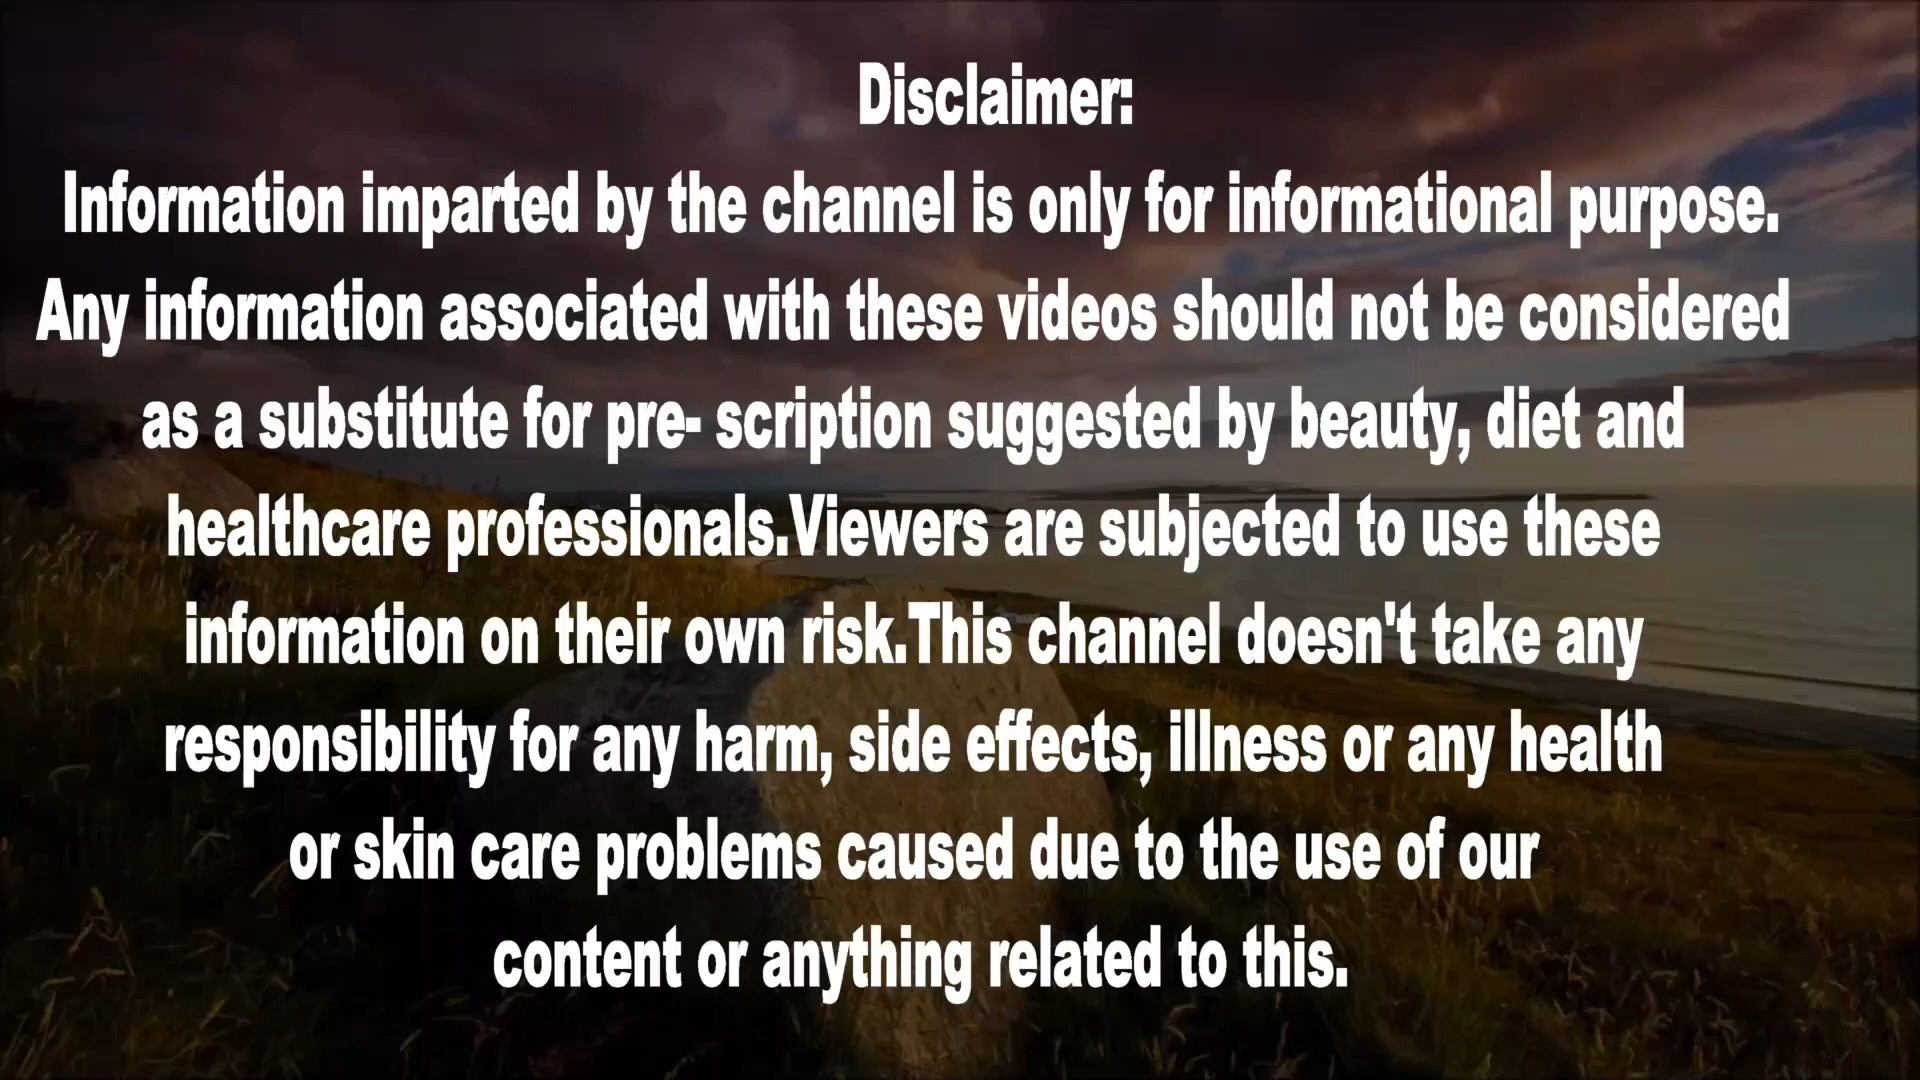 Disclaimer:
Information imparted by the channel is only for informational purpose.
Any information associated with these videos should not be considered
as a substitute for pre- scription suggested by beauty, diet and
healthcare professionals.Viewers are subjected to use these
information on their own risk.This channel doesn't take any
responsibility for any harm, side effects, illness or any health
or skin care problems caused due to the use of our
content or anything related to this.